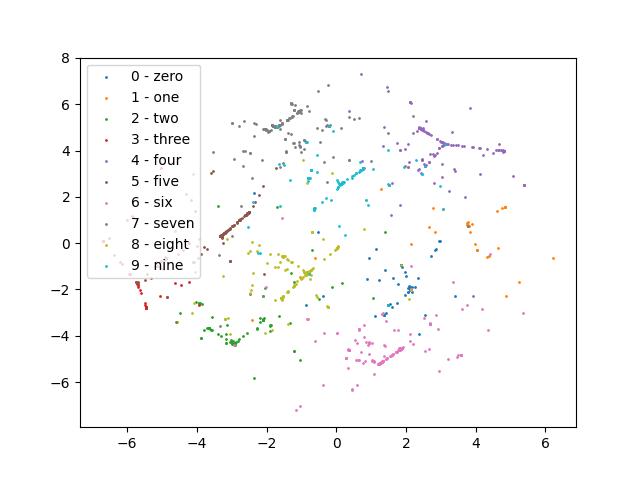 8
6
4
2
0
−2
−4
−6
0 - zero
1 - one
2 - two
3 - three
4 - four
5 - five
6 - six
7 - seven
8 - eight
9 - nine
−6 −4 −2 0 2 4 6